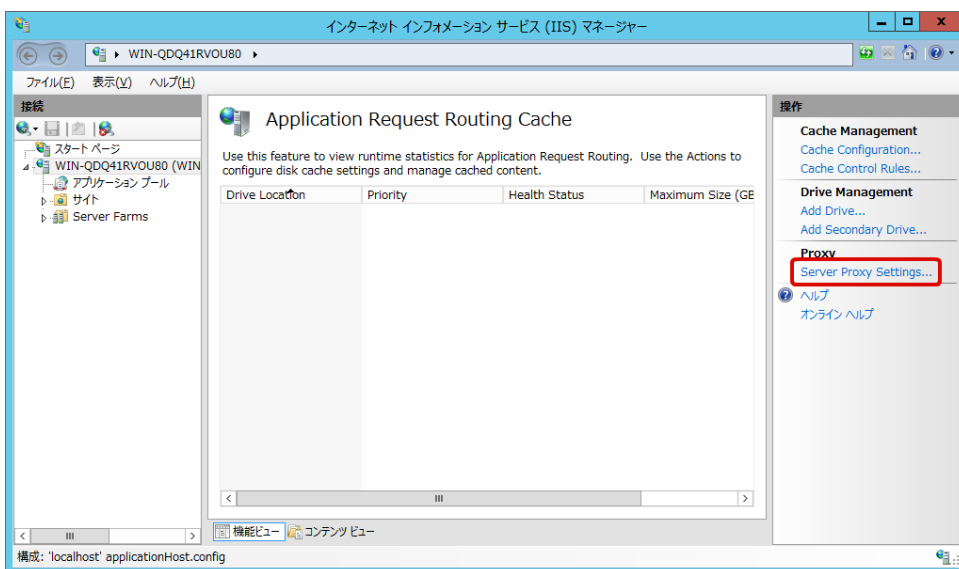 インターネット インフォメーション サービス (IIS) マネージャー
WIN-QDQ41RVOU80
ファイル(F) 表示(V) ヘルプ(H)
接続
スタート ページ
WIN-QDQ41RVOU80 (WIN
アプリケーション プール
サイト
Server Farms
Application Request Routing Cache
Use this feature to view runtime statistics for Application Request Routing. Use the Actions to
configure disk cache settings and manage cached content.
Drive Location Priority Health Status Maximum Size (GB
機能ビュー コンテンツ ビュー
操作
Cache Management
Cache Configuration...
Cache Control Rules...
Drive Management
Add Drive...
Add Secondary Drive...
Proxy
Server Proxy Settings...
ヘルプ
オンライン ヘルプ
構成: 'localhost' applicationHost.config